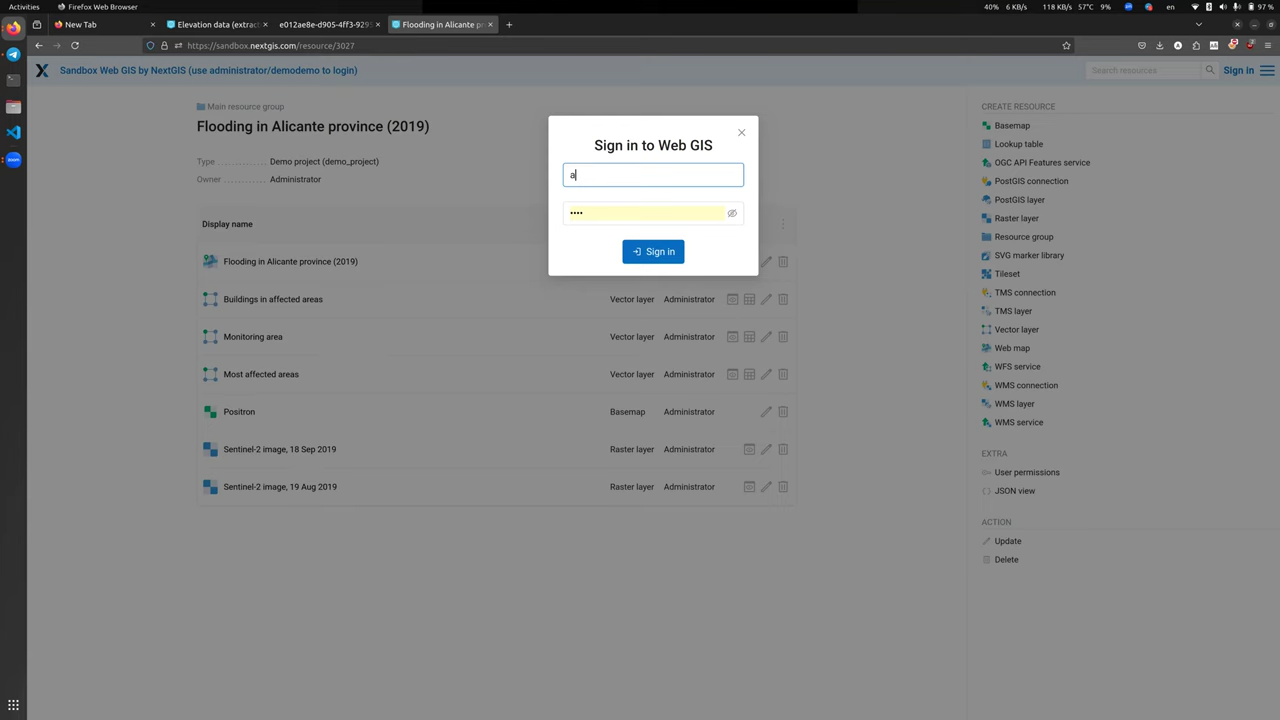 Activities
Firefox Web Browser
40%
6 KB/s
118 KB/s
57°C
9%
en
97 %
New Tab
Elevation data (extract
e012ae8e-d905-4ff3-9295
Flooding in Alicante pr
https://sandbox.nextgis.com/resource/3027
Sandbox Web GIS by NextGIS (use administrator/demodemo to login)
Search resources
Sign in
Main resource group
Flooding in Alicante province (2019)
Type
Demo project (demo_project)
Owner
Administrator
Display name
Flooding in Alicante province (2019)
Buildings in affected areas
Vector layer
Administrator
Monitoring area
Vector layer
Administrator
Most affected areas
Vector layer
Administrator
Positron
Basemap
Administrator
Sentinel-2 image, 18 Sep 2019
Raster layer
Administrator
Sentinel-2 image, 19 Aug 2019
Raster layer
Administrator
Sign in to Web GIS
a
••••
Sign in
CREATE RESOURCE
Basemap
Lookup table
OGC API Features service
PostGIS connection
PostGIS layer
Raster layer
Resource group
SVG marker library
Tileset
TMS connection
TMS layer
Vector layer
Web map
WFS service
WMS connection
WMS layer
WMS service
EXTRA
User permissions
JSON view
ACTION
Update
Delete
zoom